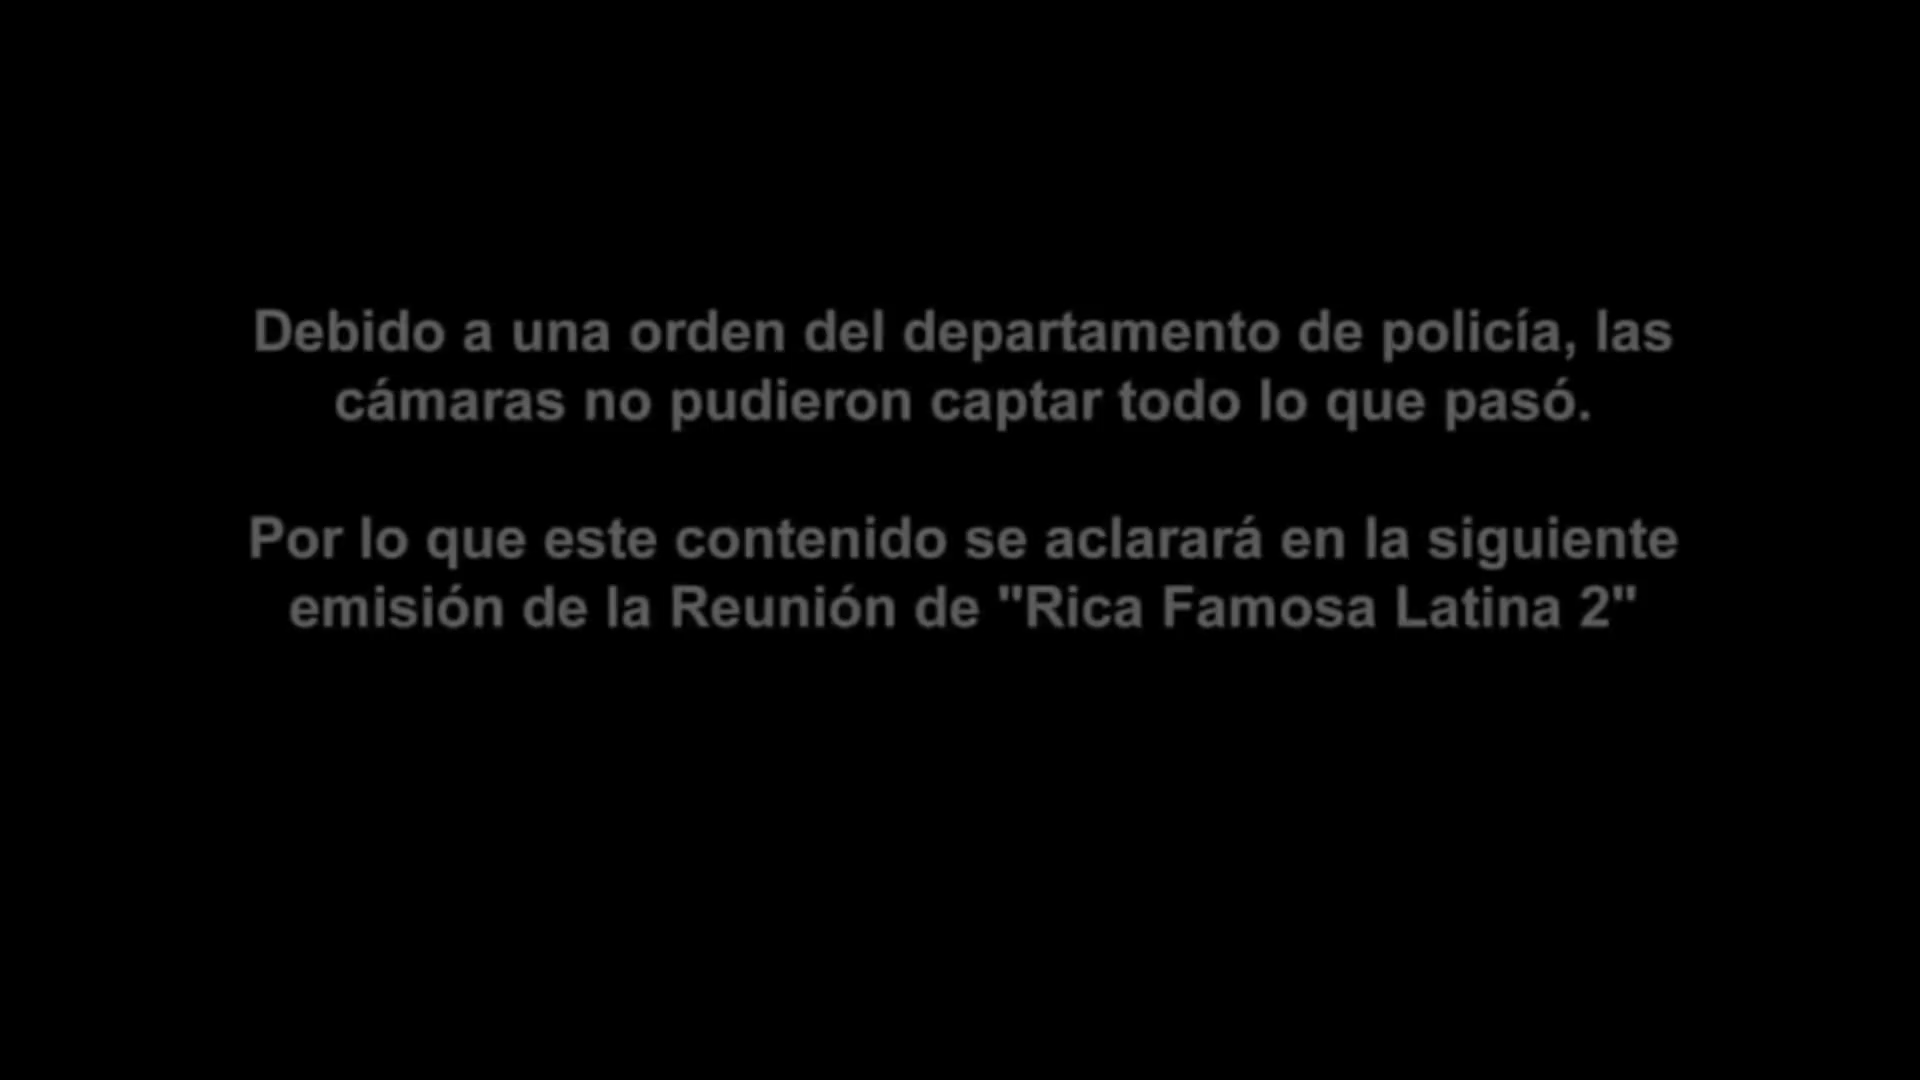 Debido a una orden del departamento de policía, las
cámaras no pudieron captar todo lo que pasó.
Por lo que este contenido se aclarará en la siguiente
emisión de la Reunión de "Rica Famosa Latina 2"